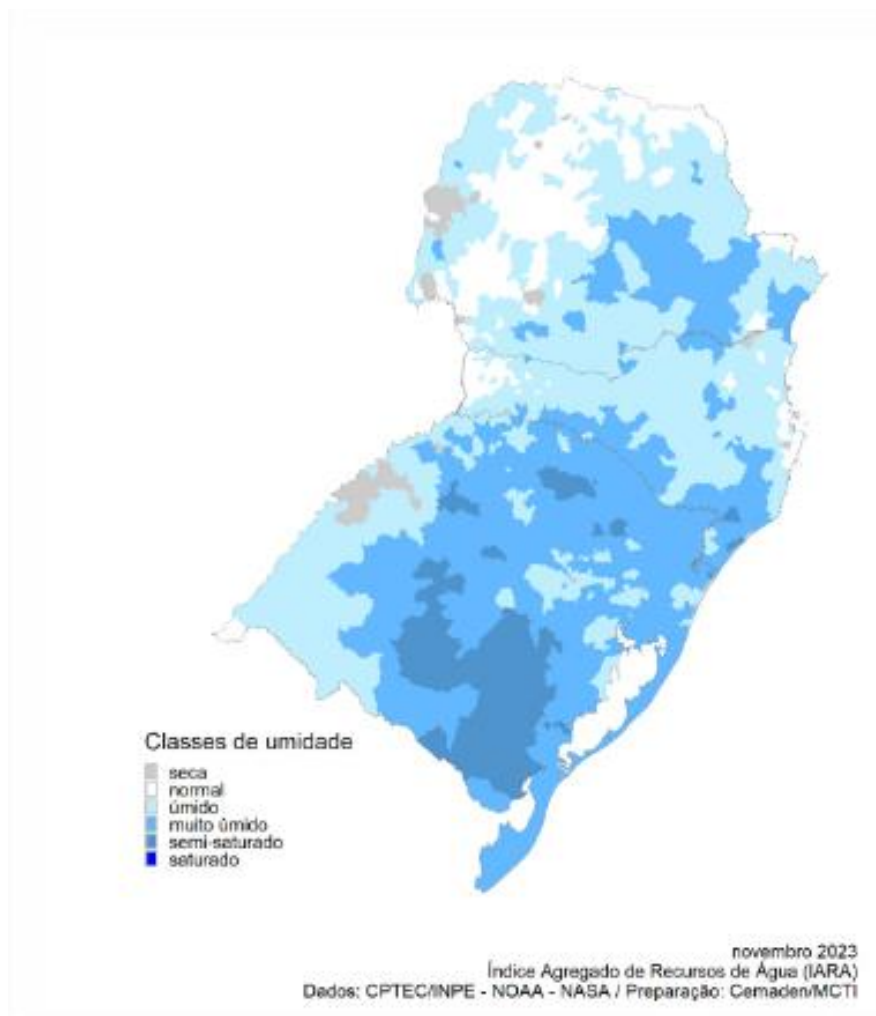 Classes de umidade
seca
normal
úmido
muito úmido
semi-saturado
saturado
novembro 2023
Índice Agregado de Recursos de Água (IARA)
Dados: CPTEC/INPE - NOAA - NASA / Preparação: Cemaden/MCTI